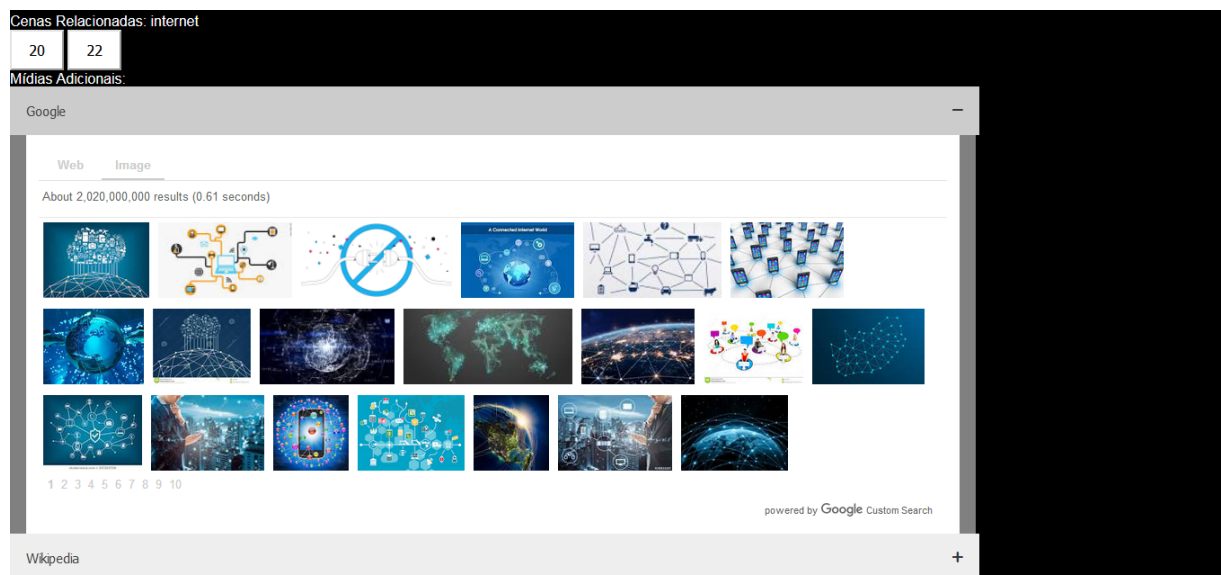 Cenas Relacionadas: internet
20 22
Mídias Adicionais:
Google −
Web Image
About 2,020,000,000 results (0.61 seconds)
A Connected Internet World
1 2 3 4 5 6 7 8 9 10
powered by Google Custom Search
Wikipedia +